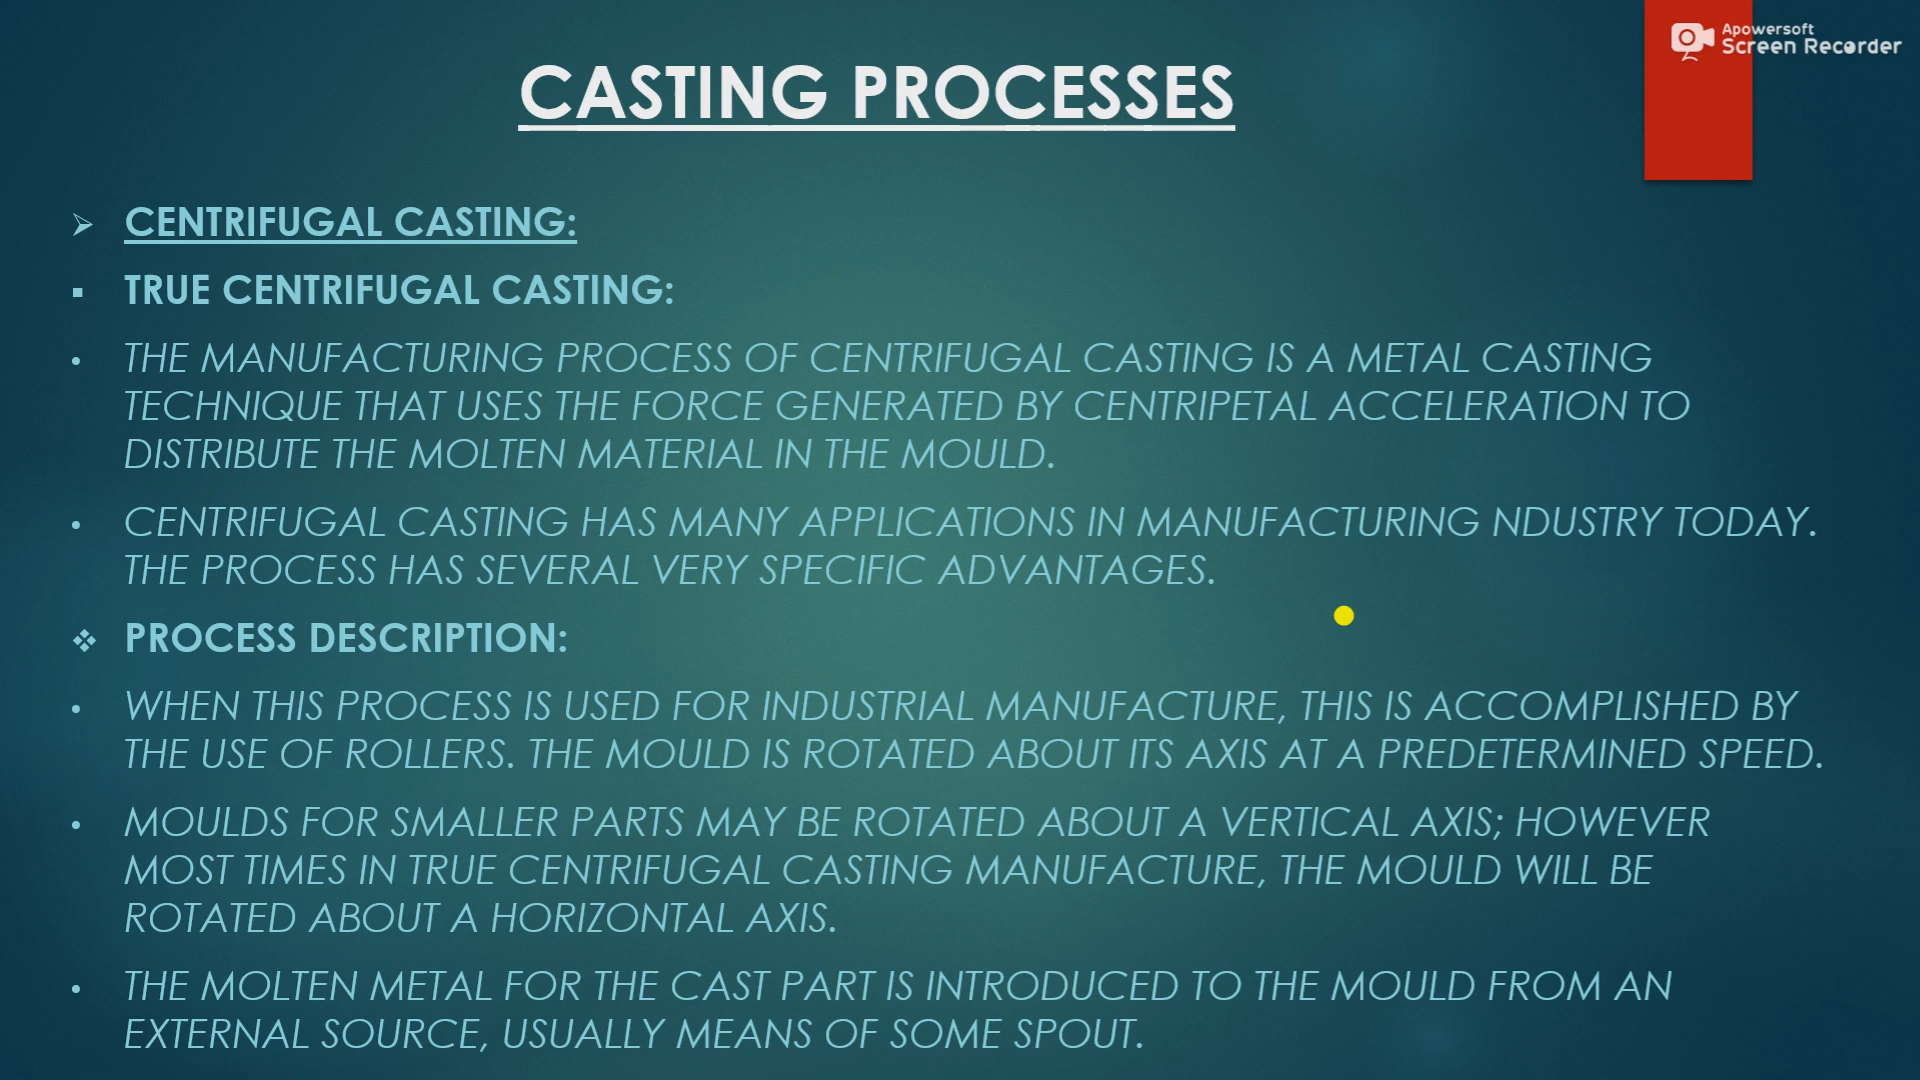 Apowersoft
Screen Recorder
CASTING PROCESSES
CENTRIFUGAL CASTING:
TRUE CENTRIFUGAL CASTING:
THE MANUFACTURING PROCESS OF CENTRIFUGAL CASTING IS A METAL CASTING
TECHNIQUE THAT USES THE FORCE GENERATED BY CENTRIPETAL ACCELERATION TO
DISTRIBUTE THE MOLTEN MATERIAL IN THE MOULD.
CENTRIFUGAL CASTING HAS MANY APPLICATIONS IN MANUFACTURING NDUSTRY TODAY.
THE PROCESS HAS SEVERAL VERY SPECIFIC ADVANTAGES.
PROCESS DESCRIPTION:
WHEN THIS PROCESS IS USED FOR INDUSTRIAL MANUFACTURE, THIS IS ACCOMPLISHED BY
THE USE OF ROLLERS. THE MOULD IS ROTATED ABOUT ITS AXIS AT A PREDETERMINED SPEED.
MOULDS FOR SMALLER PARTS MAY BE ROTATED ABOUT A VERTICAL AXIS; HOWEVER
MOST TIMES IN TRUE CENTRIFUGAL CASTING MANUFACTURE, THE MOULD WILL BE
ROTATED ABOUT A HORIZONTAL AXIS.
THE MOLTEN METAL FOR THE CAST PART IS INTRODUCED TO THE MOULD FROM AN
EXTERNAL SOURCE, USUALLY MEANS OF SOME SPOUT.